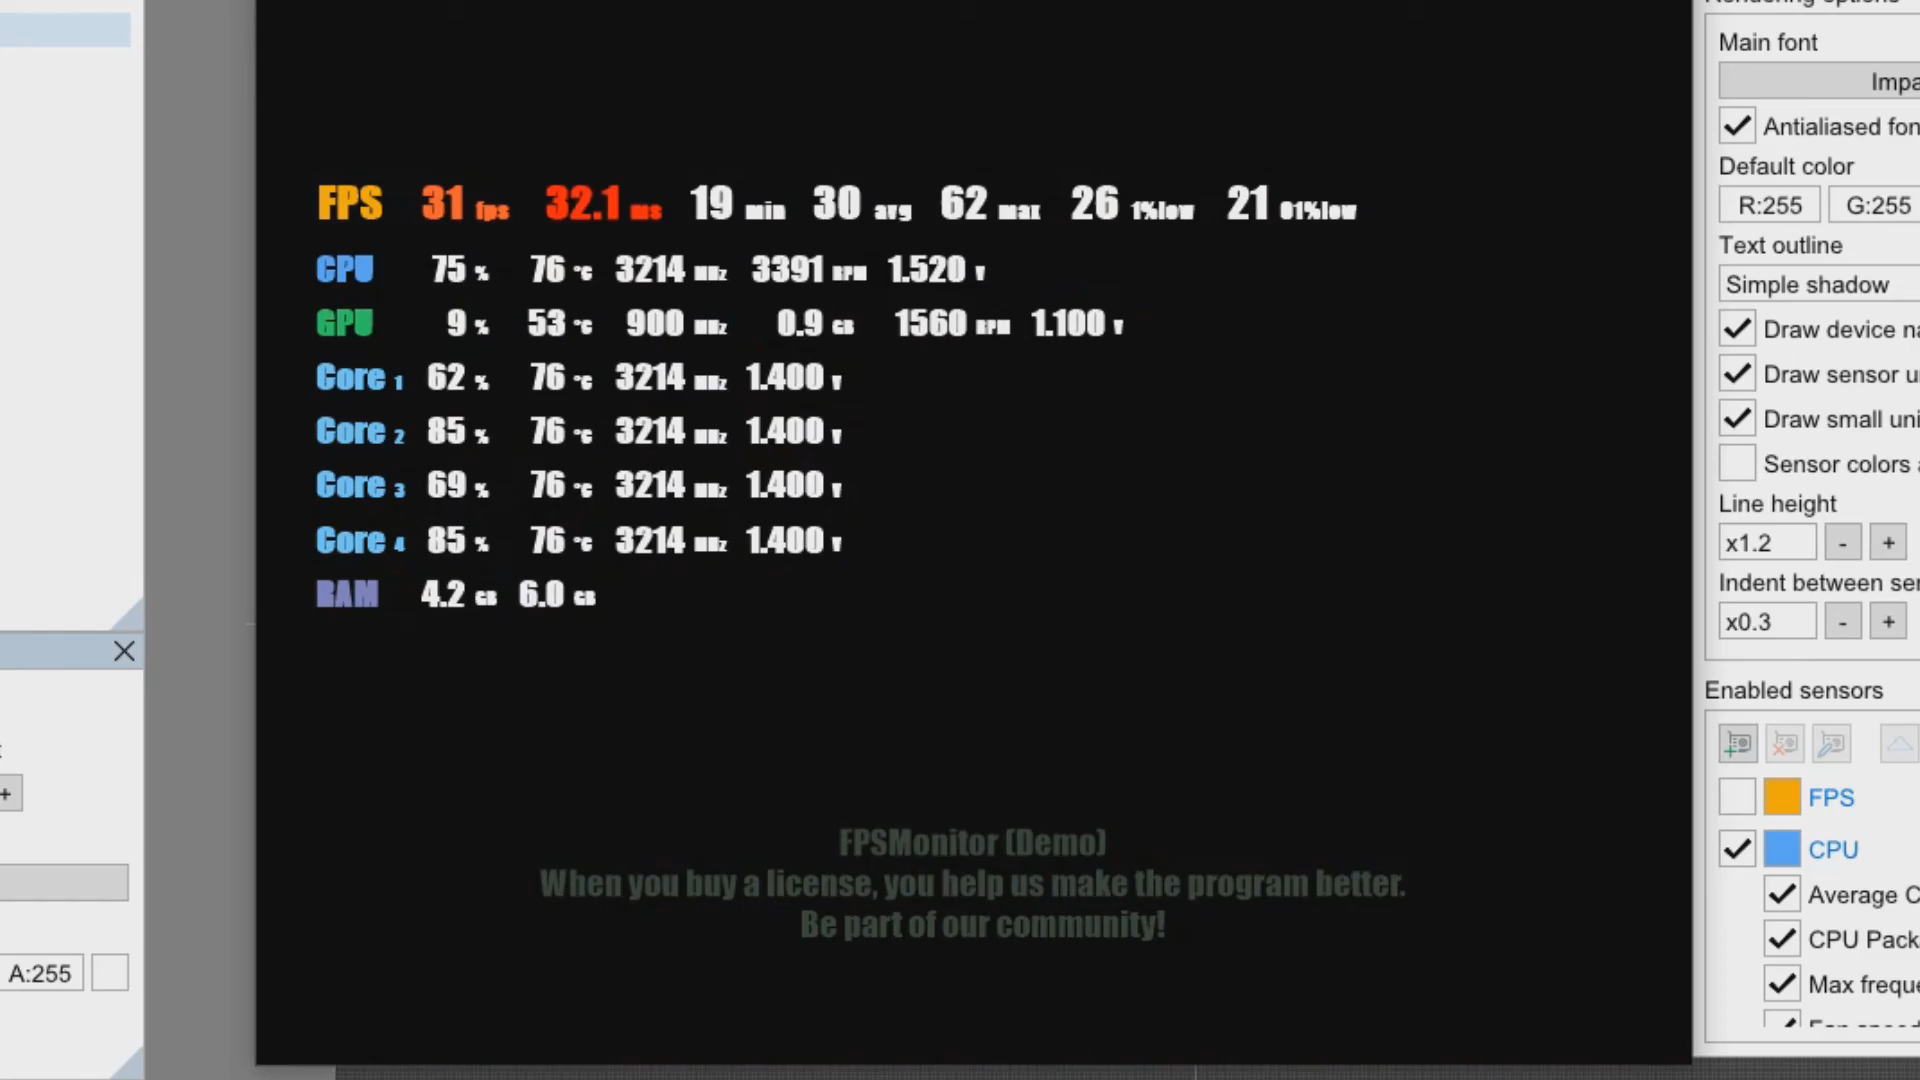 Main font
Antialiased fon
Default color
R:255 G:255
Text outline
Simple shadow
Draw device na
Draw sensor u
Draw small uni
Sensor colors a
Line height
x1.2 - +
Indent between sen
x0.3 - +
Enabled sensors
FPS
CPU
Average C
CPU Pack
Max freque
FPS 31 fps 32.1 ms 19 min 30 avg 62 max 26 1%low 21 01%low
CPU 75 % 76 °C 3214 MHz 3391 RPM 1.520 V
GPU 9 % 53 °C 900 MHz 0.9 GB 1560 RPM 1.100 V
Core 1 62 % 76 °C 3214 MHz 1.400 V
Core 2 85 % 76 °C 3214 MHz 1.400 V
Core 3 69 % 76 °C 3214 MHz 1.400 V
Core 4 85 % 76 °C 3214 MHz 1.400 V
RAM 4.2 GB 6.0 GB
FPSMonitor (Demo)
When you buy a license, you help us make the program better.
Be part of our community!
+
A:255